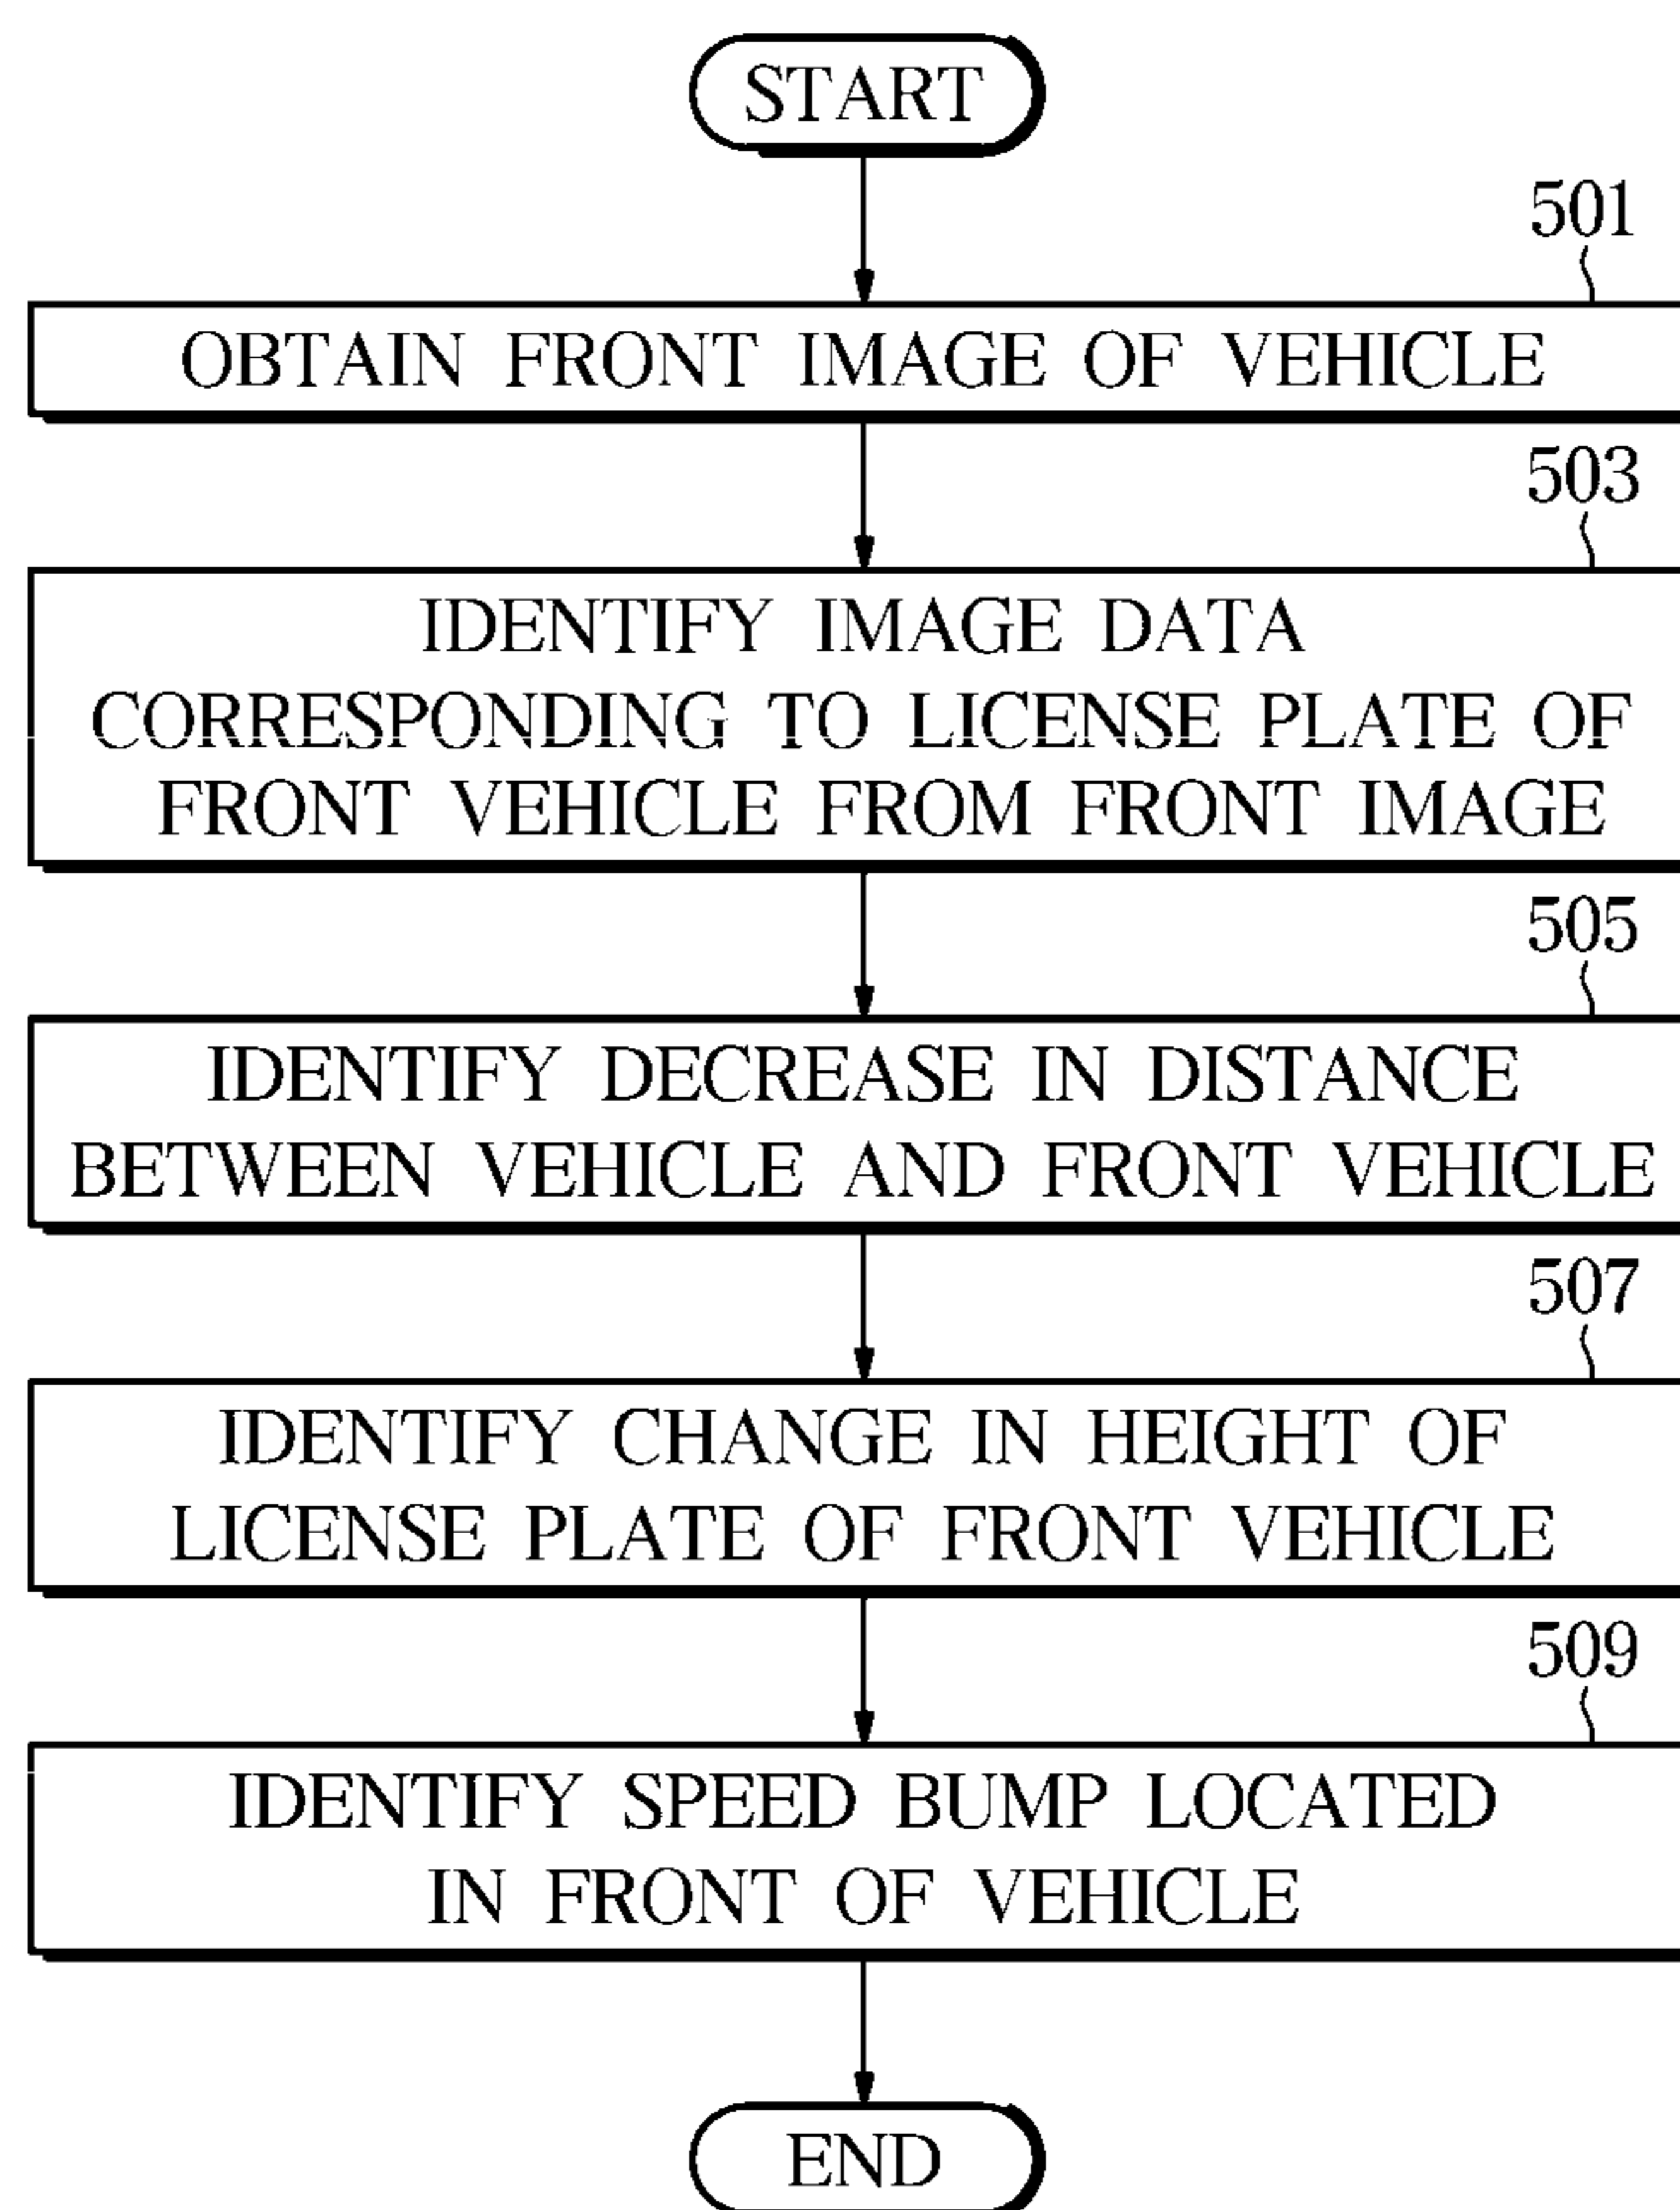 START
501
OBTAIN FRONT IMAGE OF VEHICLE
503
IDENTIFY IMAGE DATA
CORRESPONDING TO LICENSE PLATE OF
FRONT VEHICLE FROM FRONT IMAGE
505
IDENTIFY DECREASE IN DISTANCE
BETWEEN VEHICLE AND FRONT VEHICLE
507
IDENTIFY CHANGE IN HEIGHT OF
LICENSE PLATE OF FRONT VEHICLE
509
IDENTIFY SPEED BUMP LOCATED
IN FRONT OF VEHICLE
END